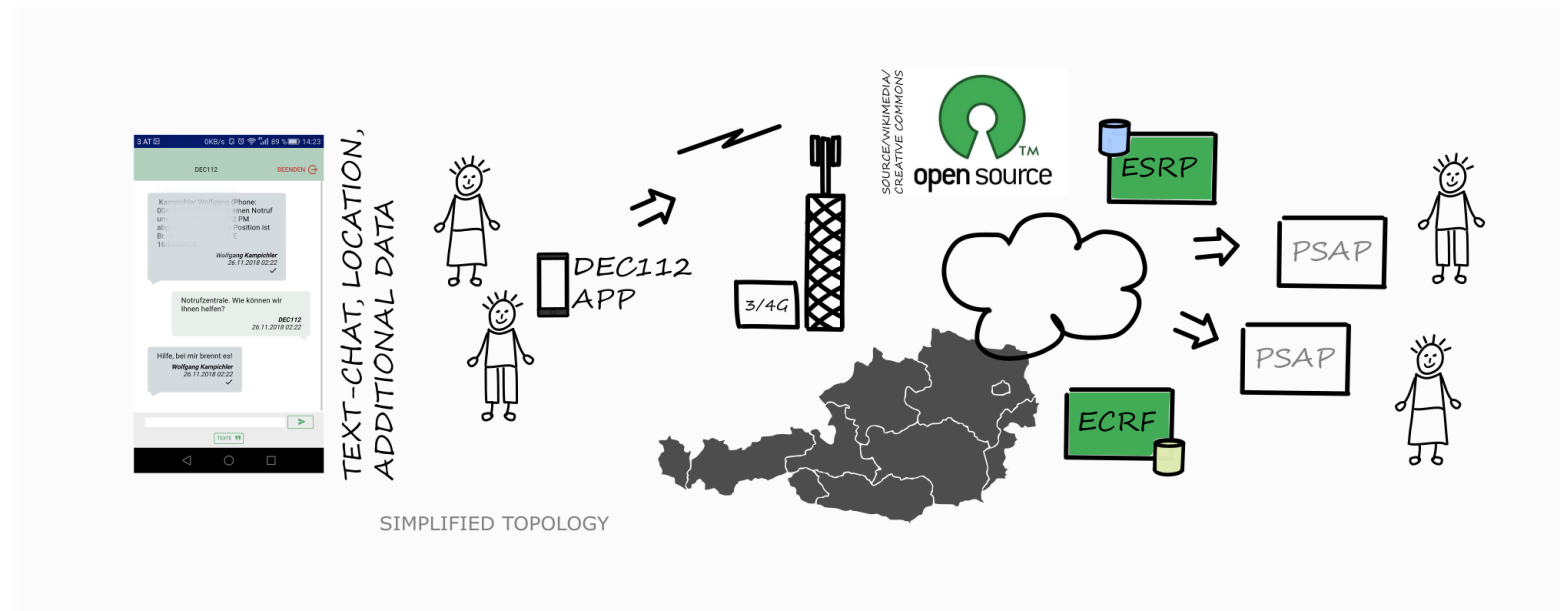 3 AT 0KB/s 89 % 14:23
DEC112 BEENDEN
Kampichler Wolfgang (Phone:
einen Notruf
PM
Position ist
E
16
Wolfgang Kampichler
26.11.2018 02:22
Notrufzentrale. Wie können wir
Ihnen helfen?
DEC112
26.11.2018 02:22
Hilfe, bei mir brennt es!
Wolfgang Kampichler
26.11.2018 02:22
TEXTE
TEXT-CHAT, LOCATION,
ADDITIONAL DATA
DEC112
APP
3/4G
SOURCE/WIKIMEDIA/
CREATIVE COMMONS
TM
open source
ESRP
ECRF
PSAP
PSAP
SIMPLIFIED TOPOLOGY